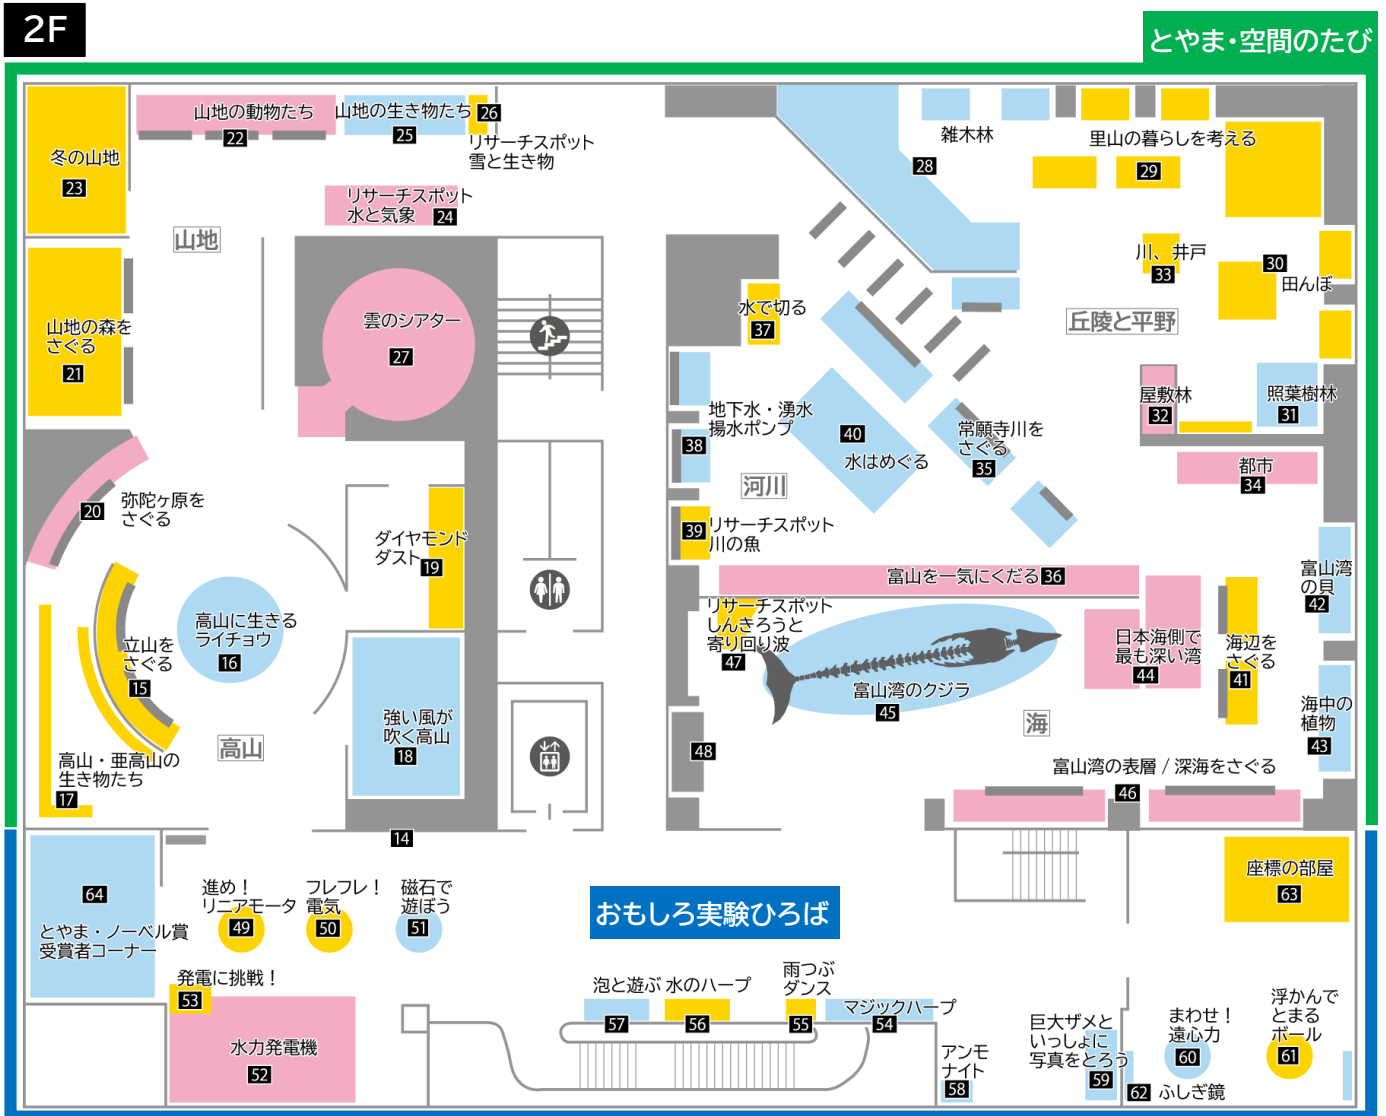 2F
とやま・空間のたび
山地の動物たち
22
山地の生き物たち
25
26
リサーチスポット
雪と生き物
冬の山地
23
リサーチスポット
水と気象 24
山地
山地の森を
さぐる
21
雲のシアター
27
雑木林
28
里山の暮らしを考える
29
川、井戸
33
30
田んぼ
丘陵と平野
水で切る
37
屋敷林
32
照葉樹林
31
地下水・湧水
揚水ポンプ
38
40
水はめぐる
常願寺川を
さぐる
35
都市
34
河川
39
リサーチスポット
川の魚
20
弥陀ヶ原を
さぐる
ダイヤモンド
ダスト 19
富山を一気にくだる 36
富山湾
の貝
42
高山に生きる
ライチョウ
16
立山を
さぐる
15
リサーチスポット
しんきろうと
寄り回り波
47
富山湾のクジラ
45
日本海側で
最も深い湾
44
海辺を
さぐる
41
海中の
植物
43
強い風が
吹く高山
18
高山
高山・亜高山の
生き物たち
17
48
海
富山湾の表層 / 深海をさぐる
46
14
64
とやま・ノーベル賞
受賞者コーナー
進め！
リニアモータ
49
フレフレ！
電気
50
磁石で
遊ぼう
51
おもしろ実験ひろば
座標の部屋
63
発電に挑戦！
53
水力発電機
52
泡と遊ぶ
57
水のハープ
56
雨つぶ
ダンス
55
マジックハープ
54
アンモ
ナイト
58
巨大ザメと
いっしょに
写真をとろう
59
まわせ！
遠心力
60
浮かんで
とまる
ボール
61
62 ふしぎ鏡